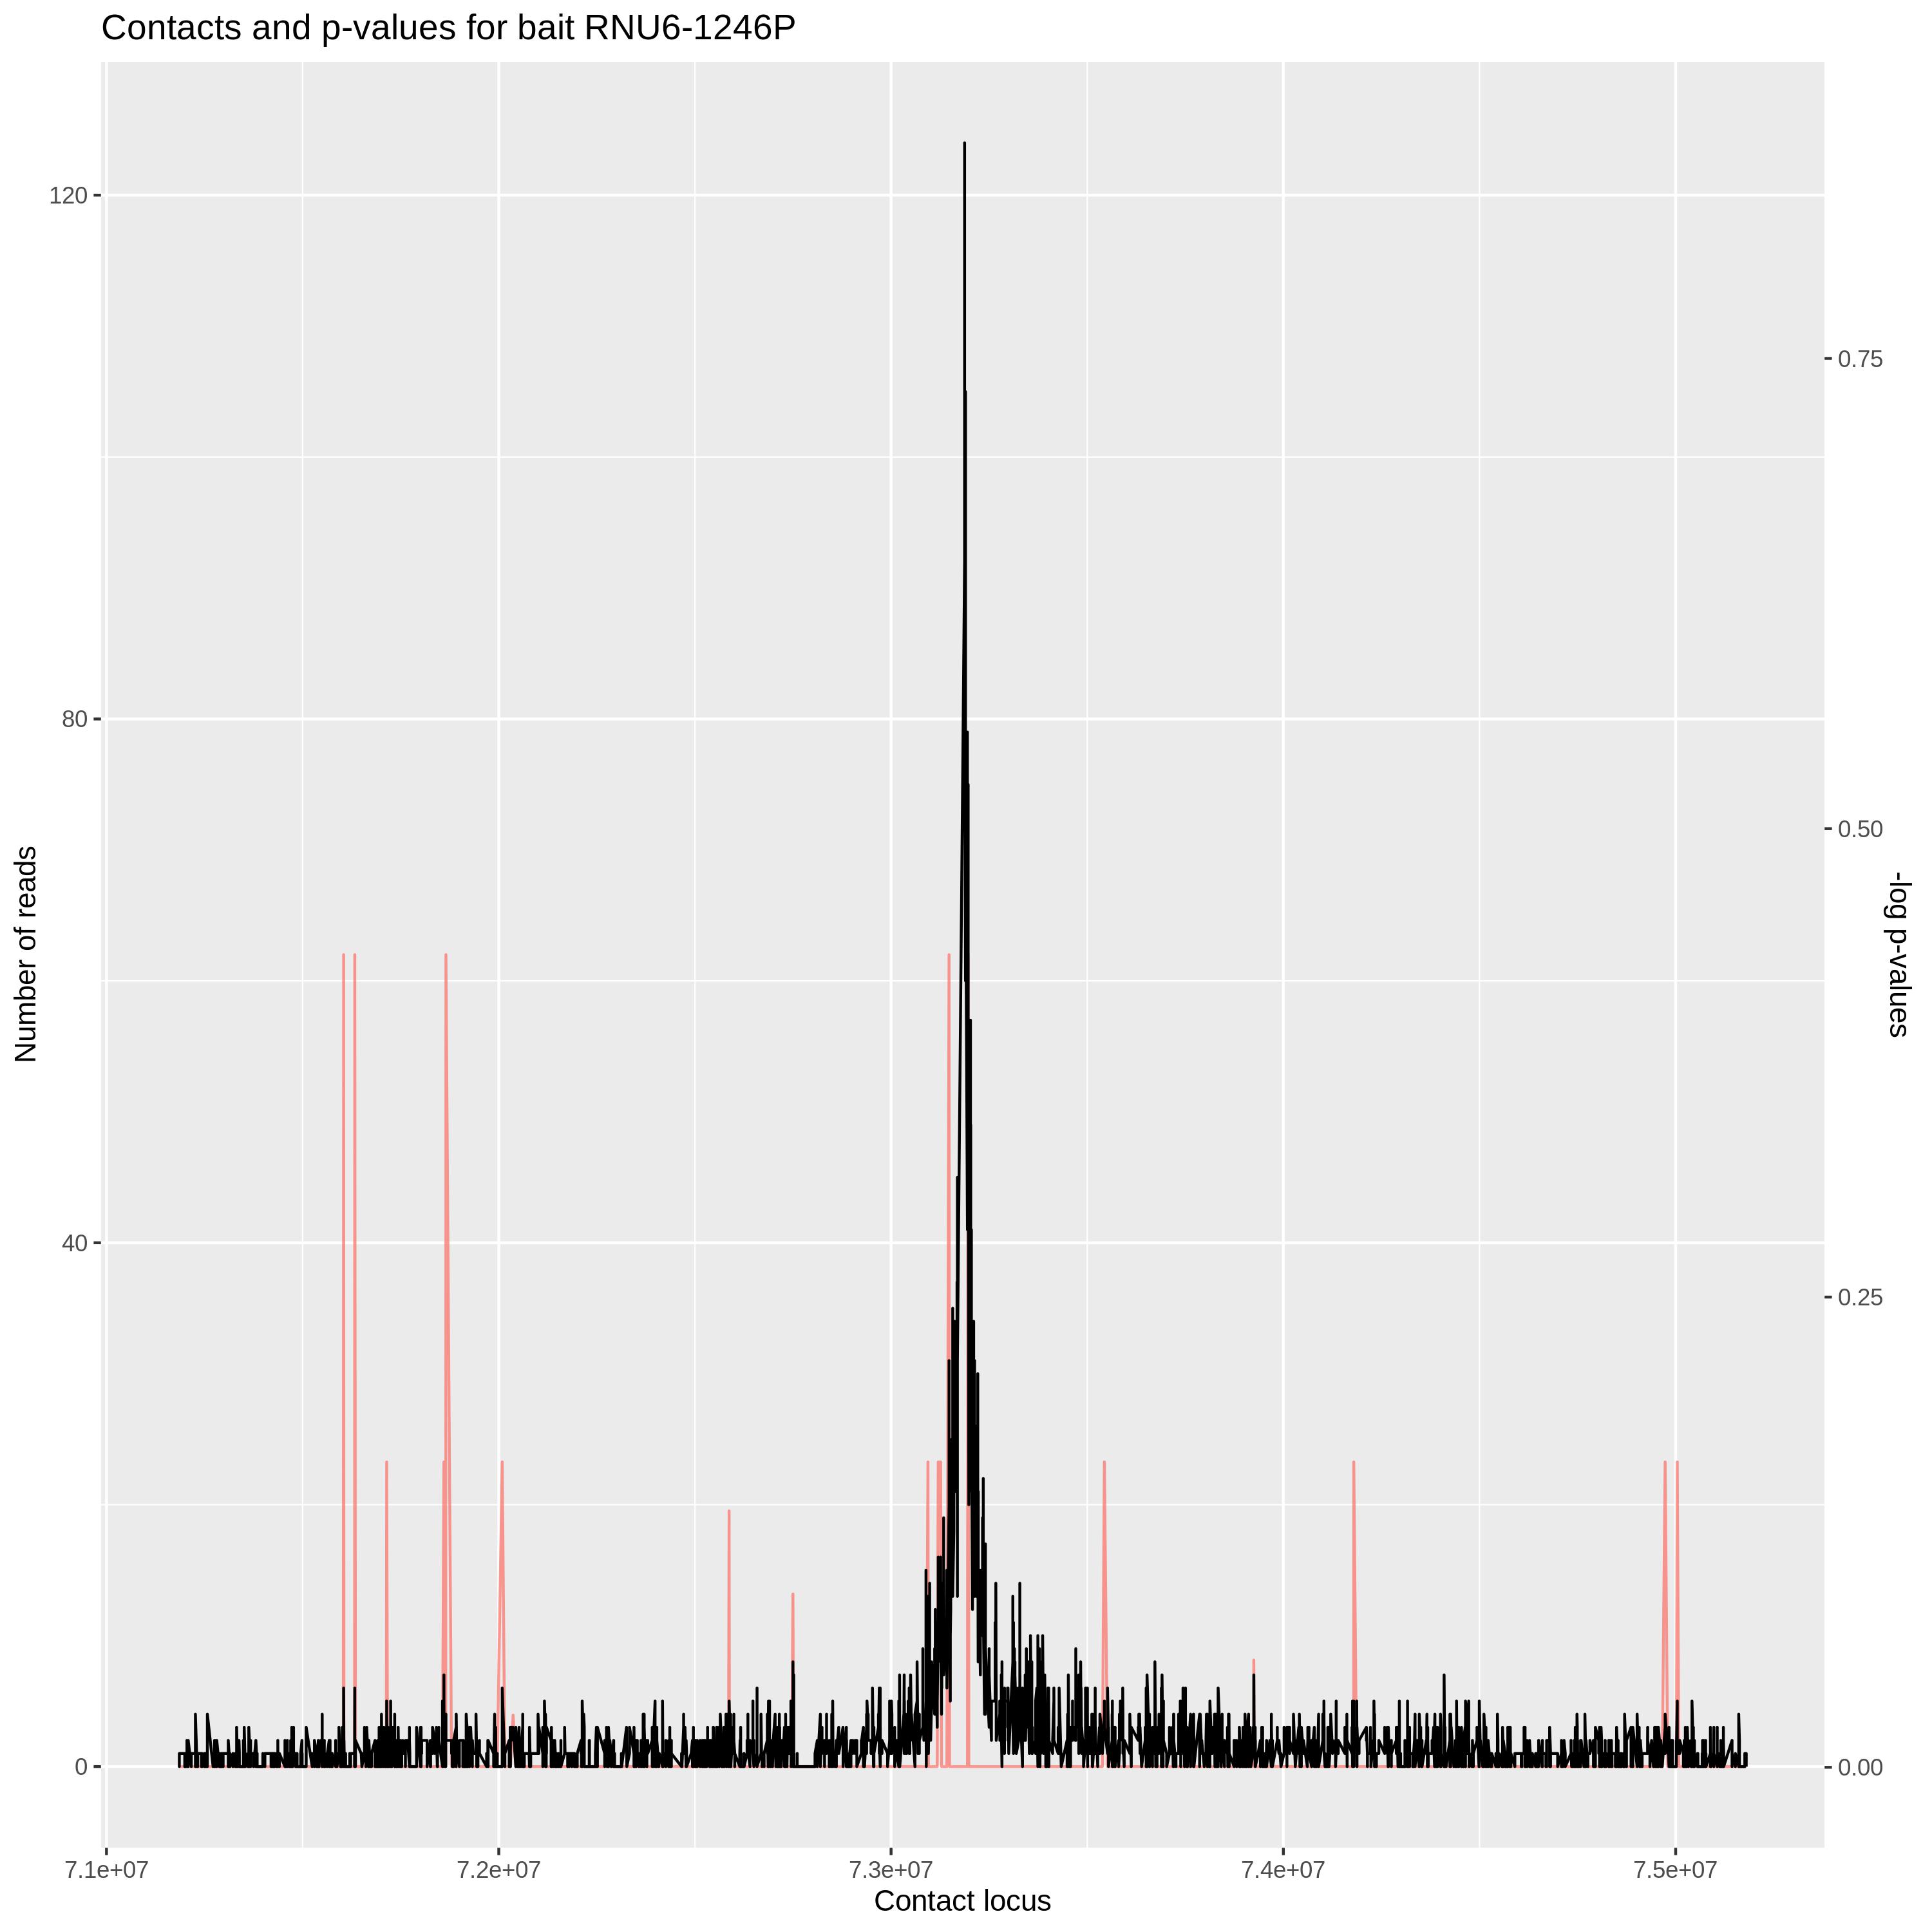 Contacts and p-values for bait RNU6-1246P
120
80
40
0
Number of reads
0.75
0.50
0.25
0.00
-log p-values
7.1e+07
7.2e+07
7.3e+07
7.4e+07
7.5e+07
Contact locus